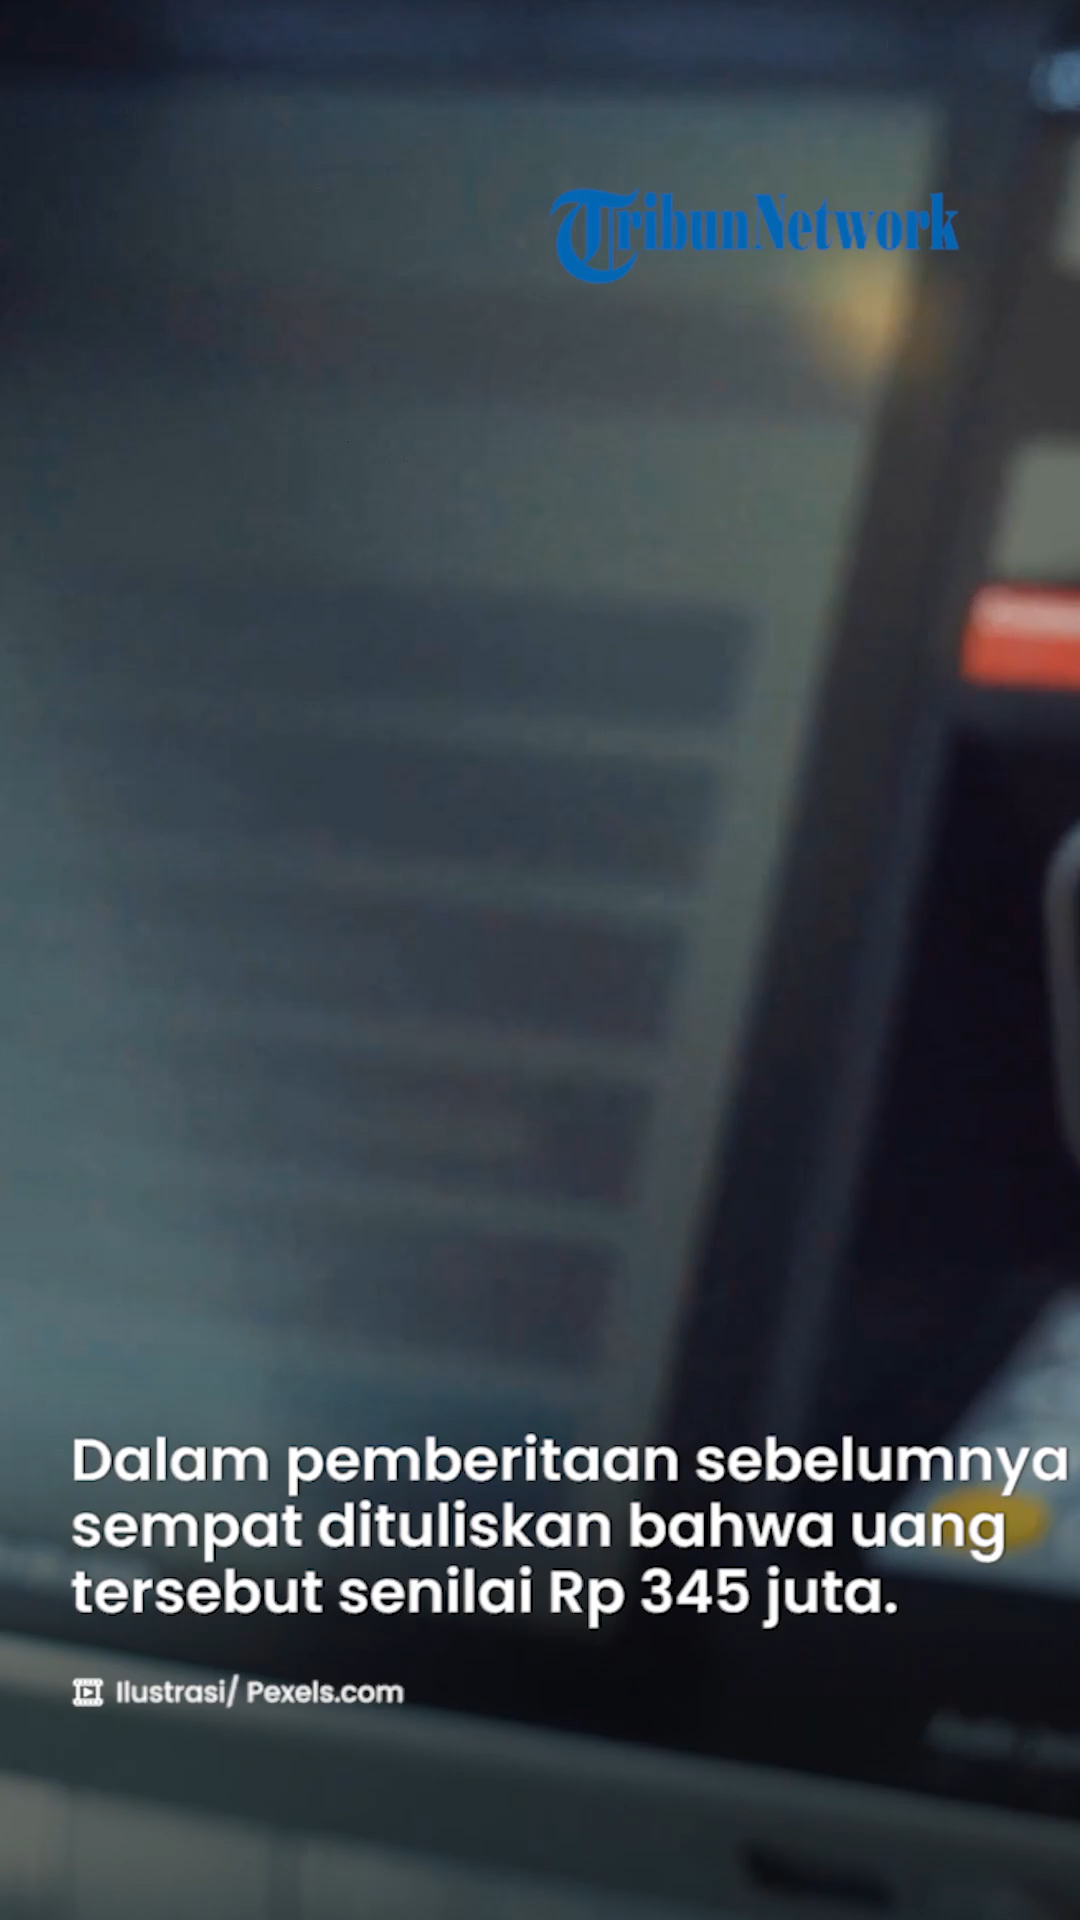 TribunNetwork
Dalam pemberitaan sebelumnya
sempat dituliskan bahwa uang
tersebut senilai Rp 345 juta.
Ilustrasi/ Pexels.com